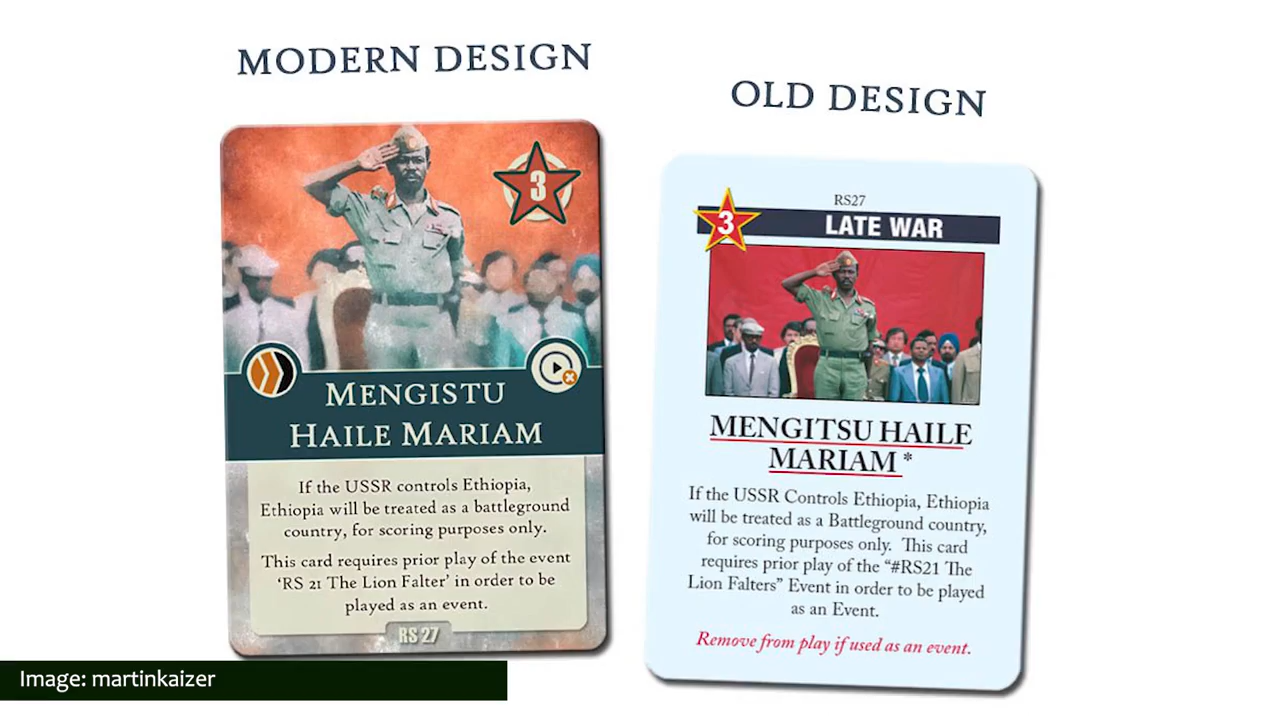 MODERN DESIGN
3
MENGISTU
HAILE MARIAM
If the USSR controls Ethiopia,
Ethiopia will be treated as a battleground
country, for scoring purposes only.
This card requires prior play of the event
‘RS 21 The Lion Falter’ in order to be
played as an event.
RS 27
OLD DESIGN
RS27
3
LATE WAR
MENGITSU HAILE
MARIAM *
If the USSR Controls Ethiopia, Ethiopia
will be treated as a Battleground country,
for scoring purposes only. This card
requires prior play of the “#RS21 The
Lion Falters” Event in order to be played
as an Event.
Remove from play if used as an event.
Image: martinkaizer